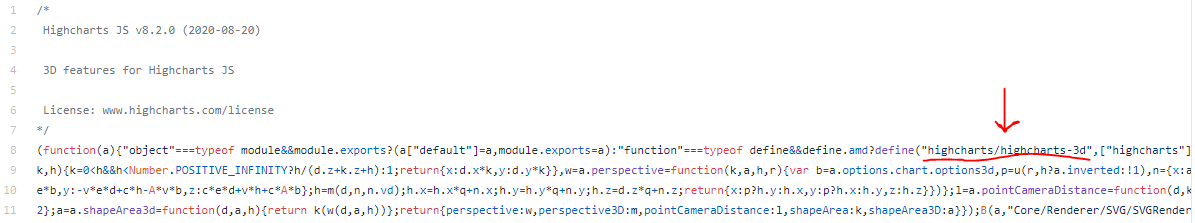 1 /*
2 Highcharts JS v8.2.0 (2020-08-20)
3
4 3D features for Highcharts JS
5
6 License: www.highcharts.com/license
7 */
8 (function(a){"object"===typeof module&&module.exports?(a["default"]=a,module.exports=a):"function"===typeof define&&define.amd?define("highcharts/highcharts-3d",["highcharts"]
9 k,h){k=0<h&&h<Number.POSITIVE_INFINITY?h/(d.z+k.z+h):1;return{x:d.x*k,y:d.y*k}},w=a.perspective=function(k,a,h,r){var b=a.options.chart.options3d,p=u(r,h?a.inverted:!1),n={x:a
10 e*b,y:-v*e*d+c*h-A*v*b,z:c*e*d+v*h+c*A*b};h=m(d,n,n.vd);h.x=h.x*q+n.x;h.y=h.y*q+n.y;h.z=d.z*q+n.z;return{x:p?h.y:h.x,y:p?h.x:h.y,z:h.z}})};l=a.pointCameraDistance=function(d,k
11 2};a=a.shapeArea3d=function(d,a,h){return k(w(d,a,h))};return{perspective:w,perspective3D:m,pointCameraDistance:l,shapeArea:k,shapeArea3D:a}});B(a,"Core/Renderer/SVG/SVGRender